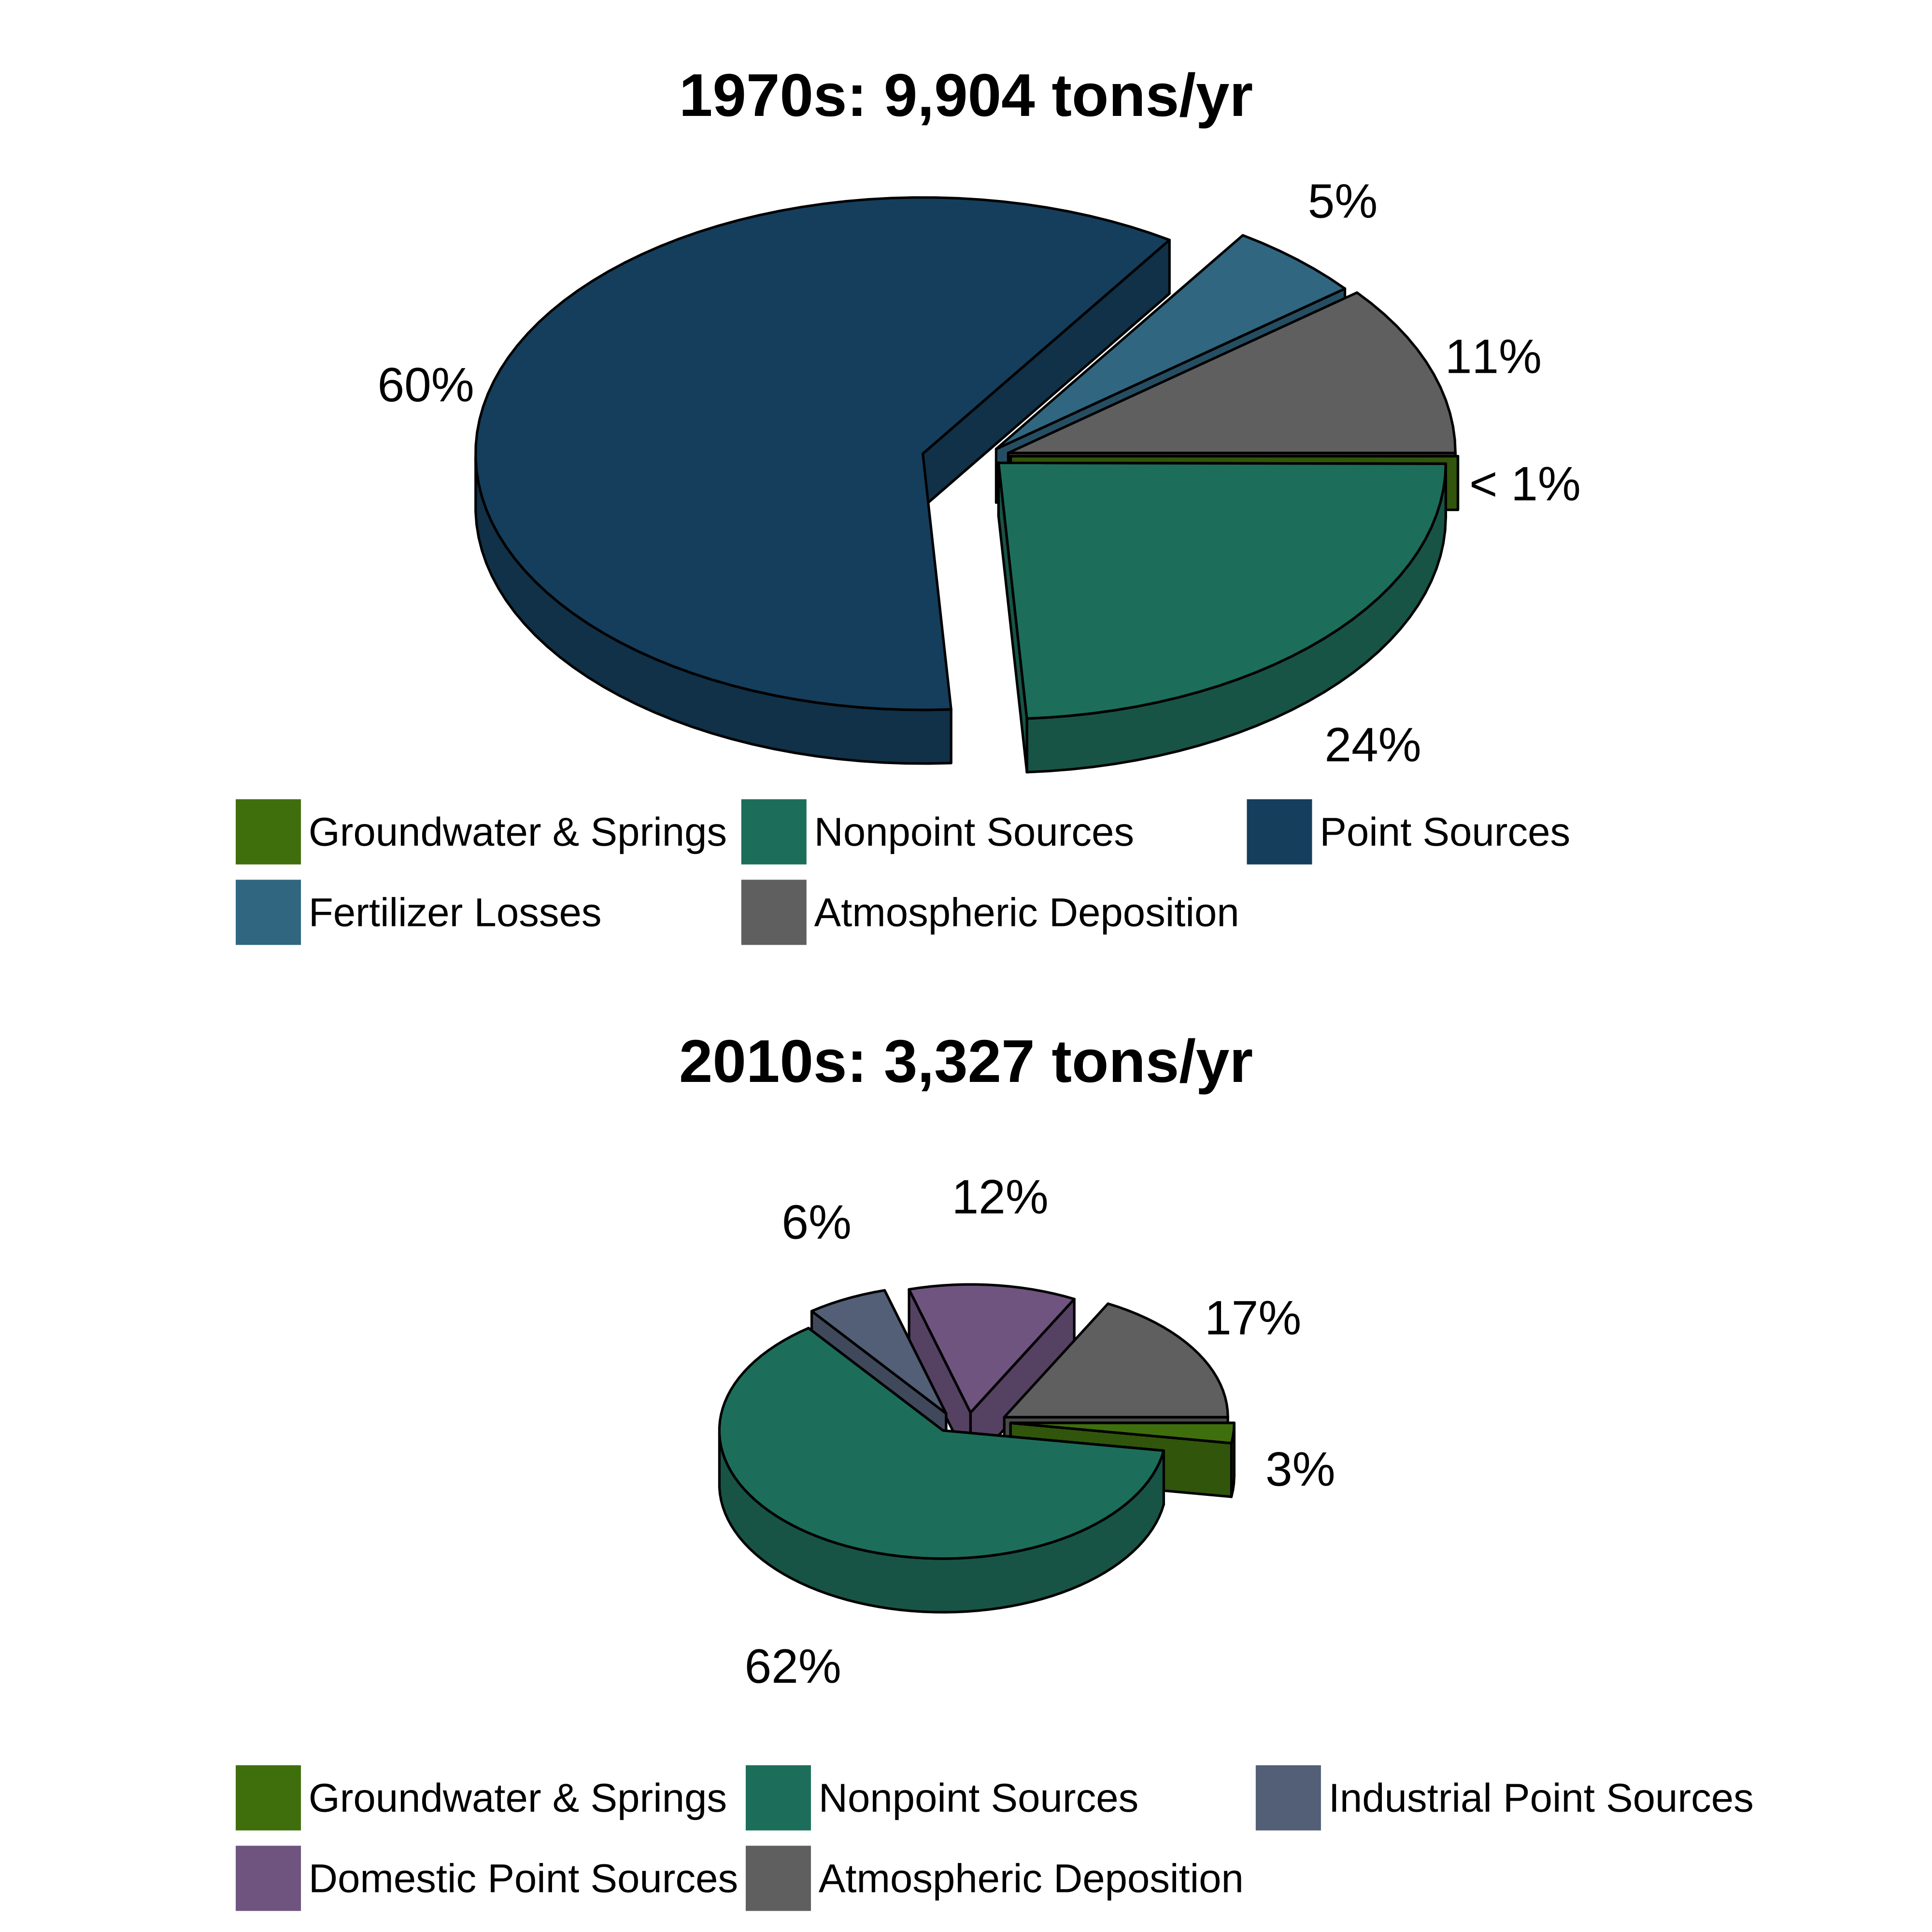 1970s: 9,904 tons/yr
5%
11%
60%
< 1%
24%
Groundwater & Springs
Nonpoint Sources
Point Sources
Fertilizer Losses
Atmospheric Deposition
2010s: 3,327 tons/yr
12%
6%
17%
3%
62%
Groundwater & Springs
Nonpoint Sources
Industrial Point Sources
Domestic Point Sources
Atmospheric Deposition